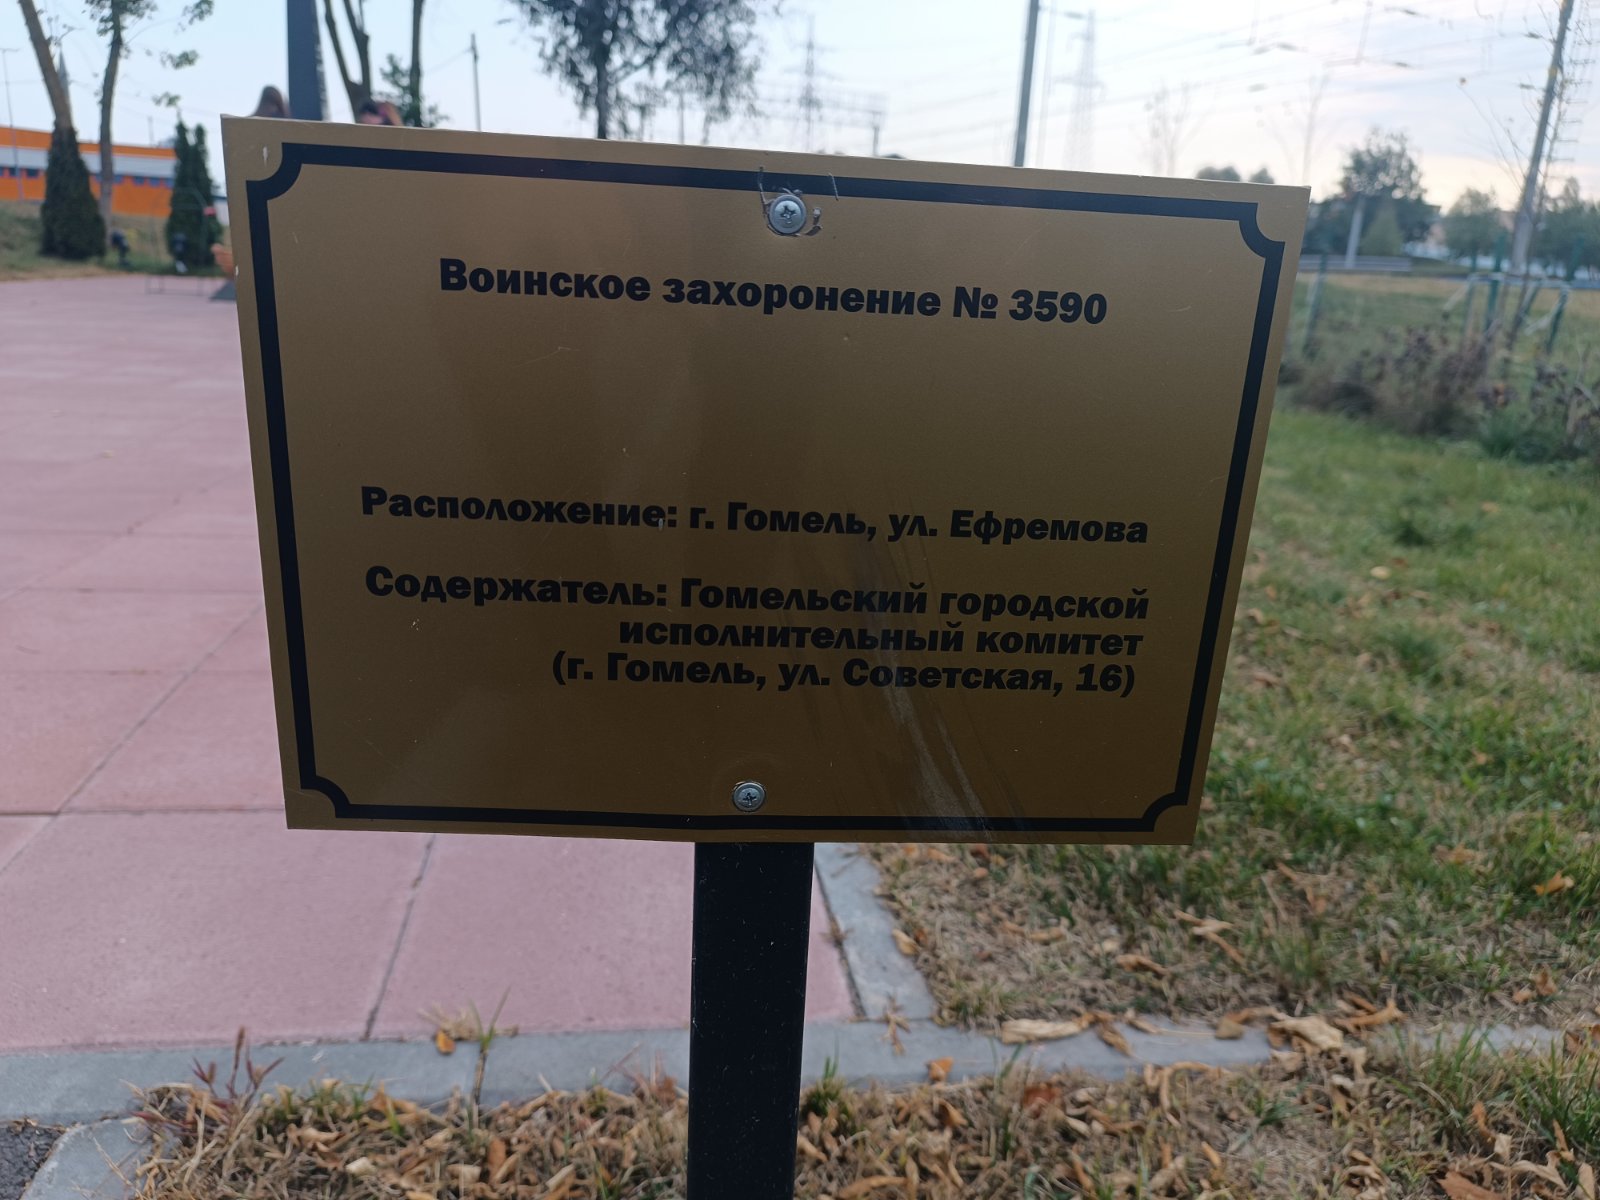 Воинское захоронение № 3590
Расположение: г. Гомель, ул. Ефремова
Содержатель: Гомельский городской
исполнительный комитет
(г. Гомель, ул. Советская, 16)